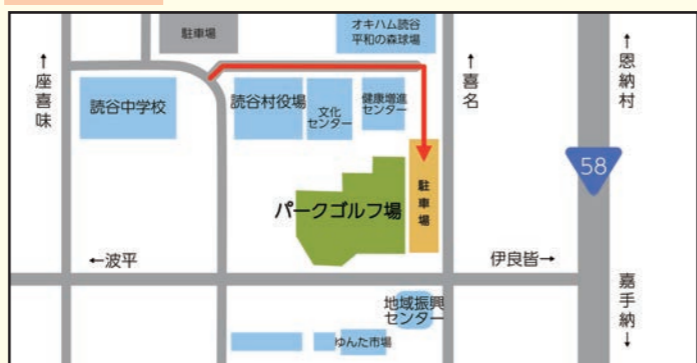 駐車場
オキハム読谷
平和の森球場
↑座喜味
↑喜名
↑恩納村
読谷中学校
読谷村役場
文化
センター
健康増進
センター
58
パークゴルフ場
駐車場
←波平
伊良皆→
嘉手納↓
地域振興
センター
ゆんた市場